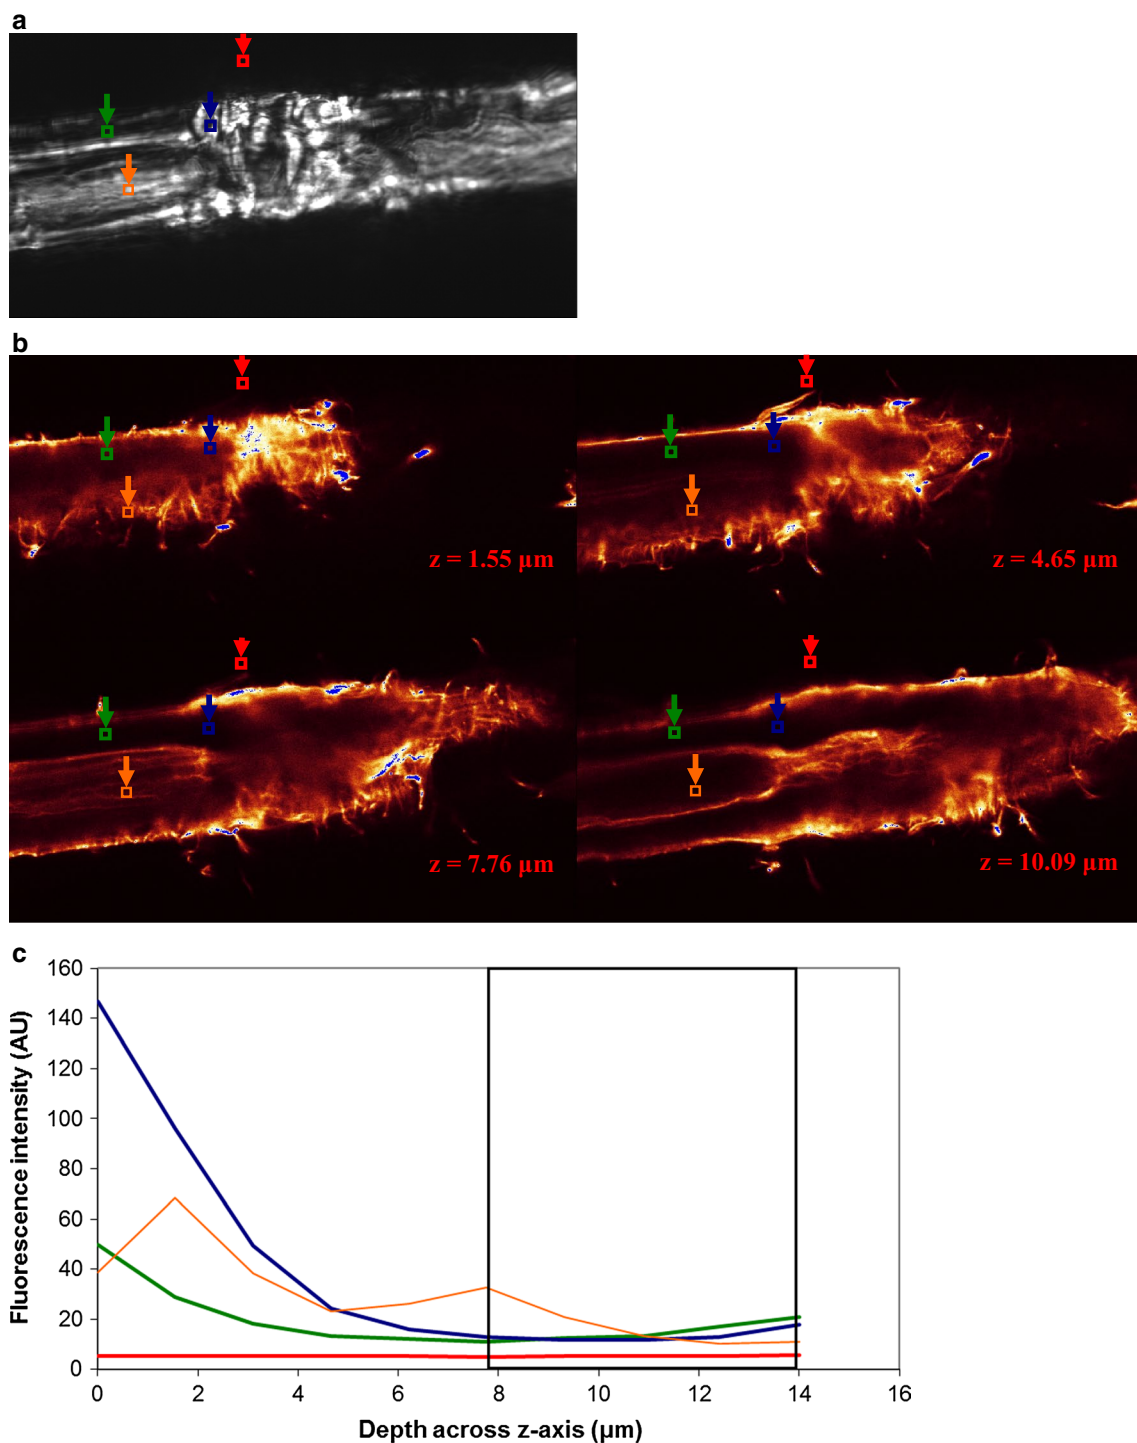 a
b
z = 1.55 µm
z = 4.65 µm
z = 7.76 µm
z = 10.09 µm
c
160
140
120
100
80
60
40
20
0
Fluorescence intensity (AU)
0 2 4 6 8 10 12 14 16
Depth across z-axis (µm)